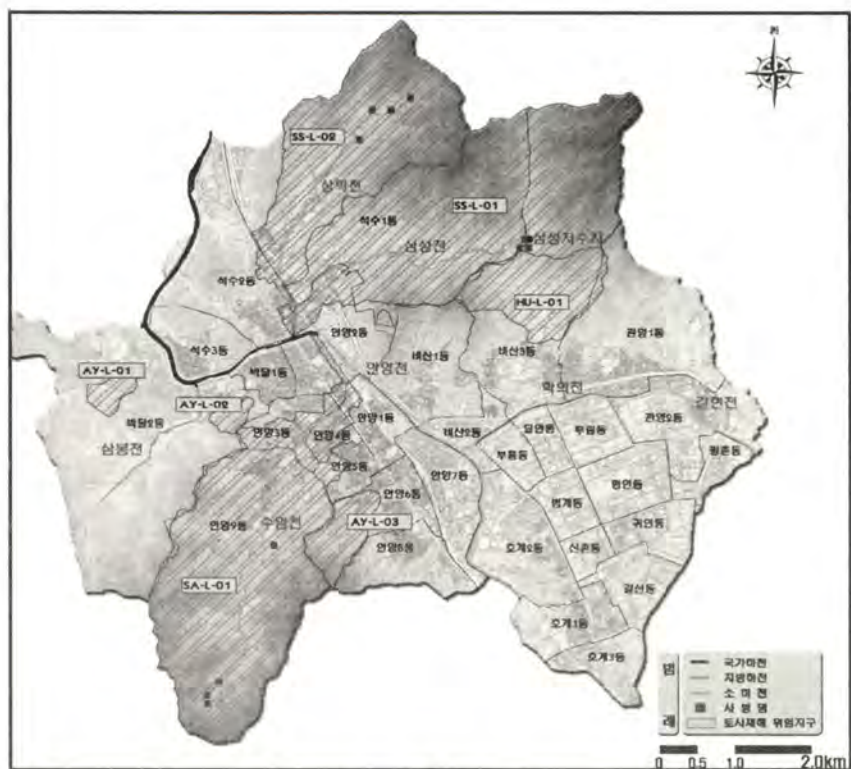 SS-L-02
삼막천
SS-L-01
석수1동
삼성천
삼성저수지
석수2동
HU-L-01
안양2동
관양1동
석수3동
안양천
비산1동
비산3동
AY-L-01
박달1동
학의천
AY-L-02
갈현천
박달2동
안양3동
안양4동
안양1동
비산2동
달안동
부림동
관양2동
삼봉천
안양5동
부흥동
평촌동
안양7동
안양6동
범계동
평안동
안양9동
수암천
AY-L-03
귀인동
안양8동
호계2동
신촌동
SA-L-01
갈산동
호계1동
호계3동
범
례
국가하천
지방하천
소하천
사방댐
토사재해 위험지구
0 0.5 1.0 2.0km